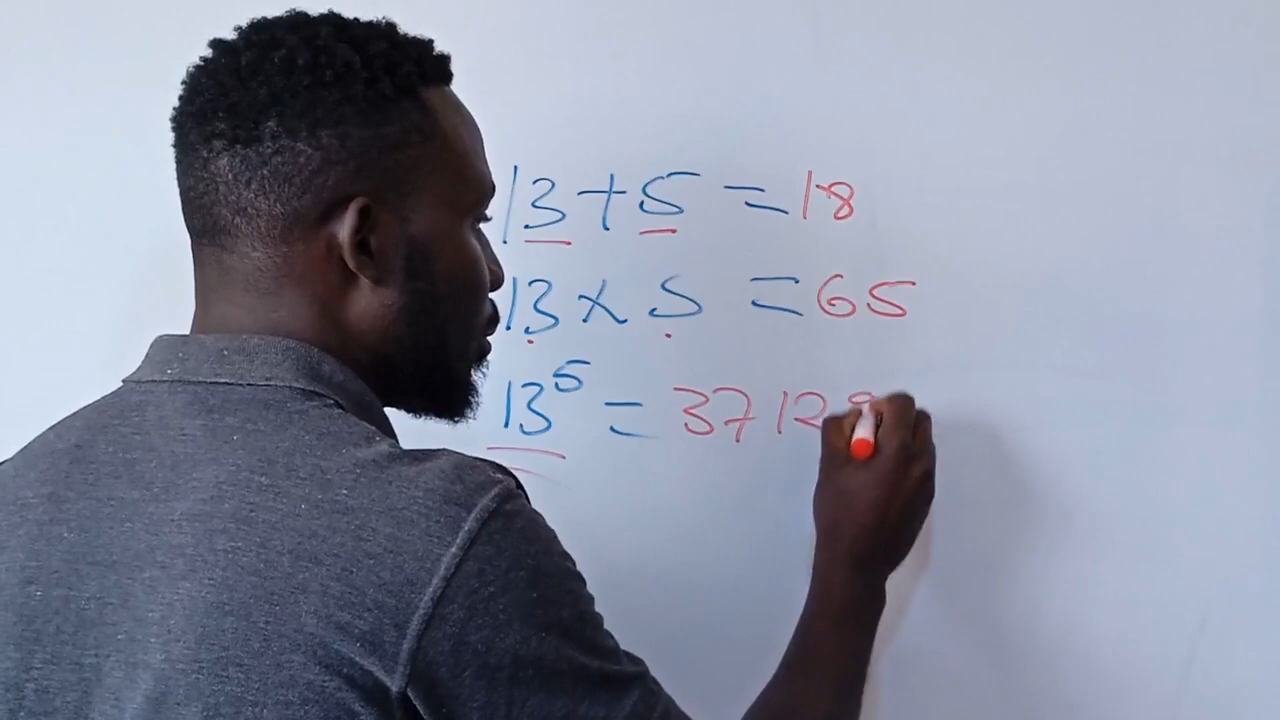 13 + 5 = 18
13 × 5 = 65
13⁵ = 3712